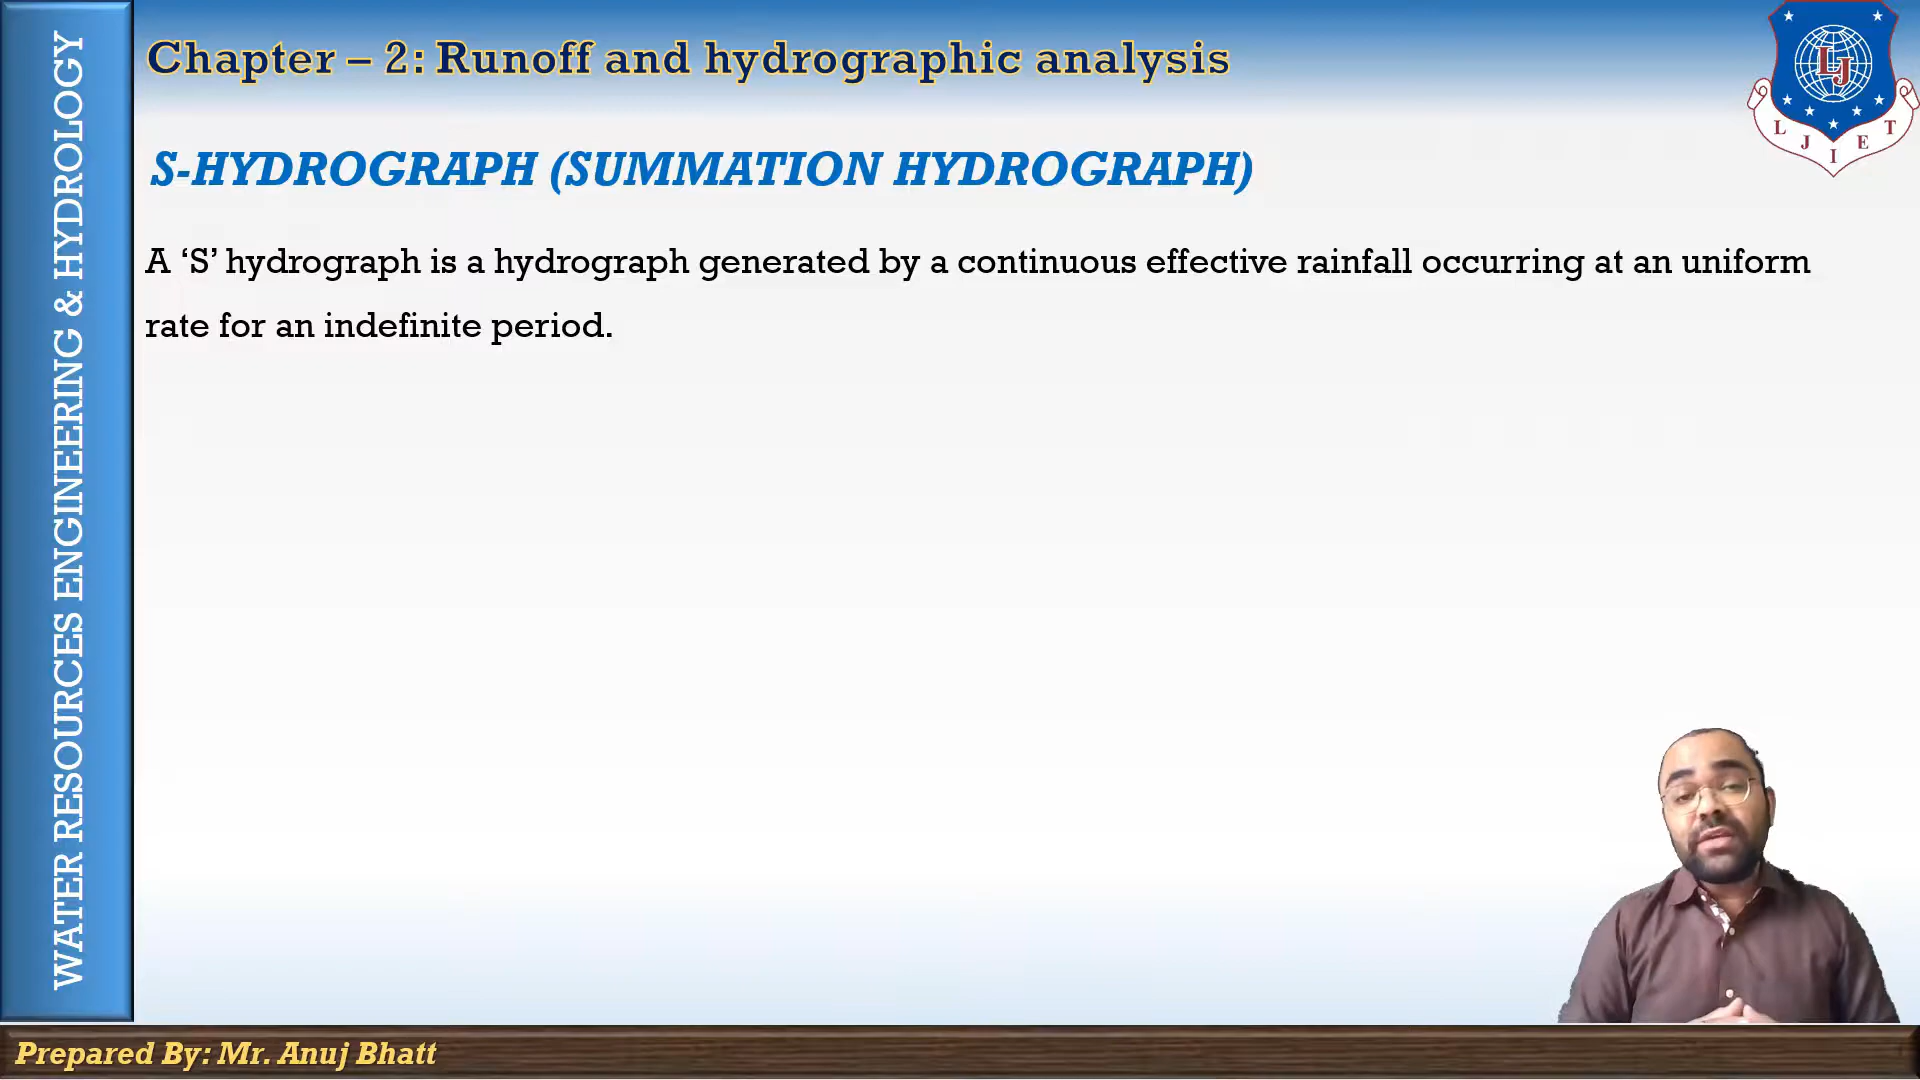 Chapter – 2: Runoff and hydrographic analysis
LJ
L J I E T
S-HYDROGRAPH (SUMMATION HYDROGRAPH)
A ‘S’ hydrograph is a hydrograph generated by a continuous effective rainfall occurring at an uniform
rate for an indefinite period.
WATER RESOURCES ENGINEERING & HYDROLOGY
Prepared By: Mr. Anuj Bhatt